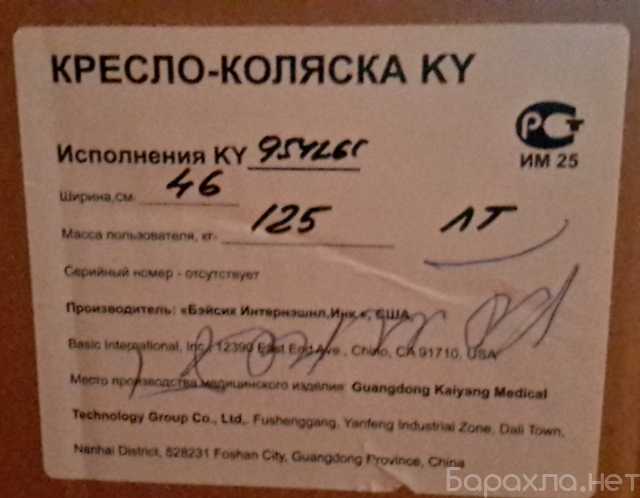 КРЕСЛО-КОЛЯСКА KY
РСТ
ИМ 25
Исполнения KY 954LGC
Ширина,см 46
Масса пользователя, кг- 125 ЛТ
Серийный номер - отсутствует
Производитель: «Бэйсик Интернэшнл,Инк.», США
Basic International, Inc. 12390 East End Ave., Chino, CA 91710, USA
Место производства медицинского изделия: Guangdong Kaiyang Medical
Technology Group Co., Ltd,. Fushenggang, Yanfeng Industrial Zone, Dali Town,
Nanhai District, 528231 Foshan City, Guangdong Province, China
Барахла.нет